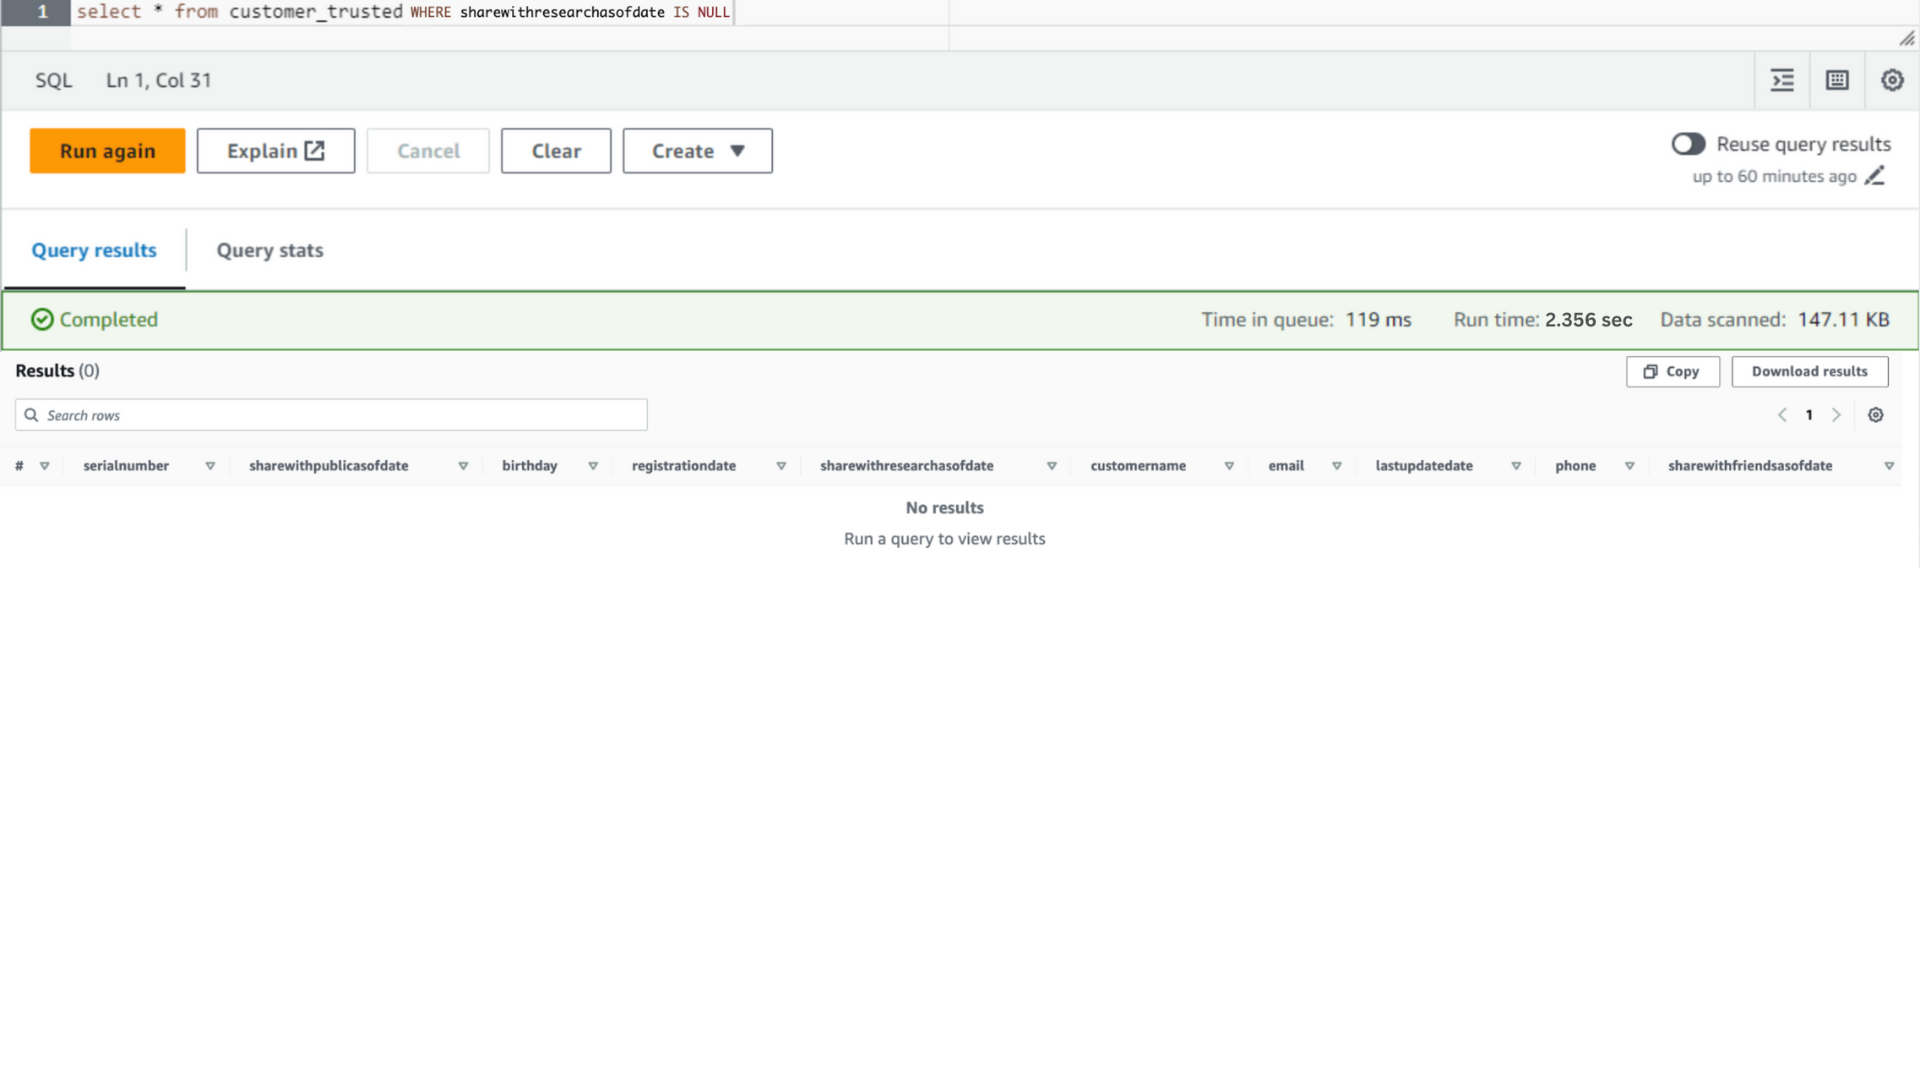 1 select * from customer_trusted WHERE sharewithresearchasofdate IS NULL
SQL Ln 1, Col 31
Run again Explain Cancel Clear Create Reuse query results
up to 60 minutes ago
Query results Query stats
Completed Time in queue: 119 ms Run time: 2.356 sec Data scanned: 147.11 KB
Results (0) Copy Download results
Search rows 1
# serialnumber sharewithpublicasofdate birthday registrationdate sharewithresearchasofdate customername email lastupdatedate phone sharewithfriendsasofdate
No results
Run a query to view results